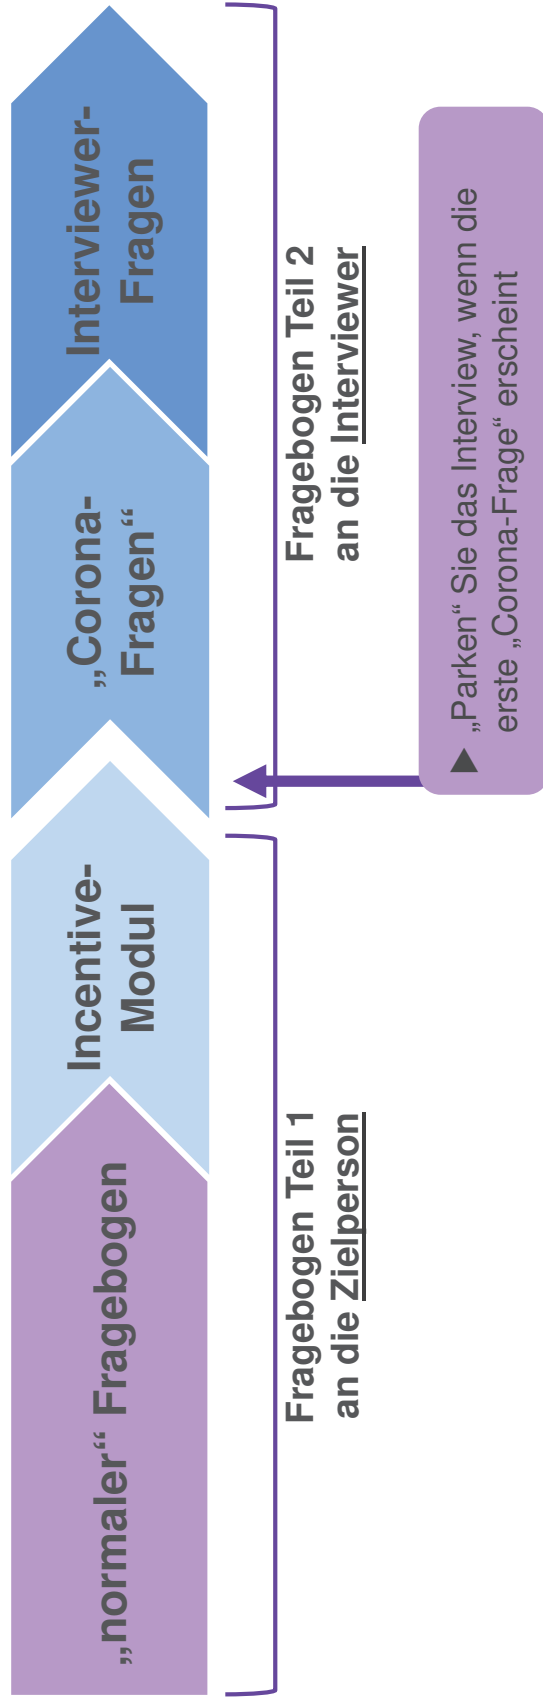 „normaler“ Fragebogen
Incentive-
Modul
„Corona-
Fragen“
Interviewer-
Fragen
Fragebogen Teil 1
an die Zielperson
Fragebogen Teil 2
an die Interviewer
▶ „Parken“ Sie das Interview, wenn die
erste „Corona-Frage“ erscheint